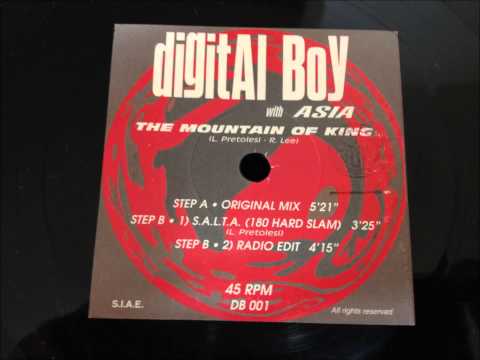 digitAl BoY
with ASIA
THE MOUNTAIN OF KING
(L. Pretolesi - R. Lee)
STEP A • ORIGINAL MIX 5'21"
STEP B • 1) S.A.L.T.A. (180 HARD SLAM) 3'25"
(L. Pretolesi)
STEP B • 2) RADIO EDIT 4'15"
45 RPM
DB 001
S.I.A.E.
All rights reserved